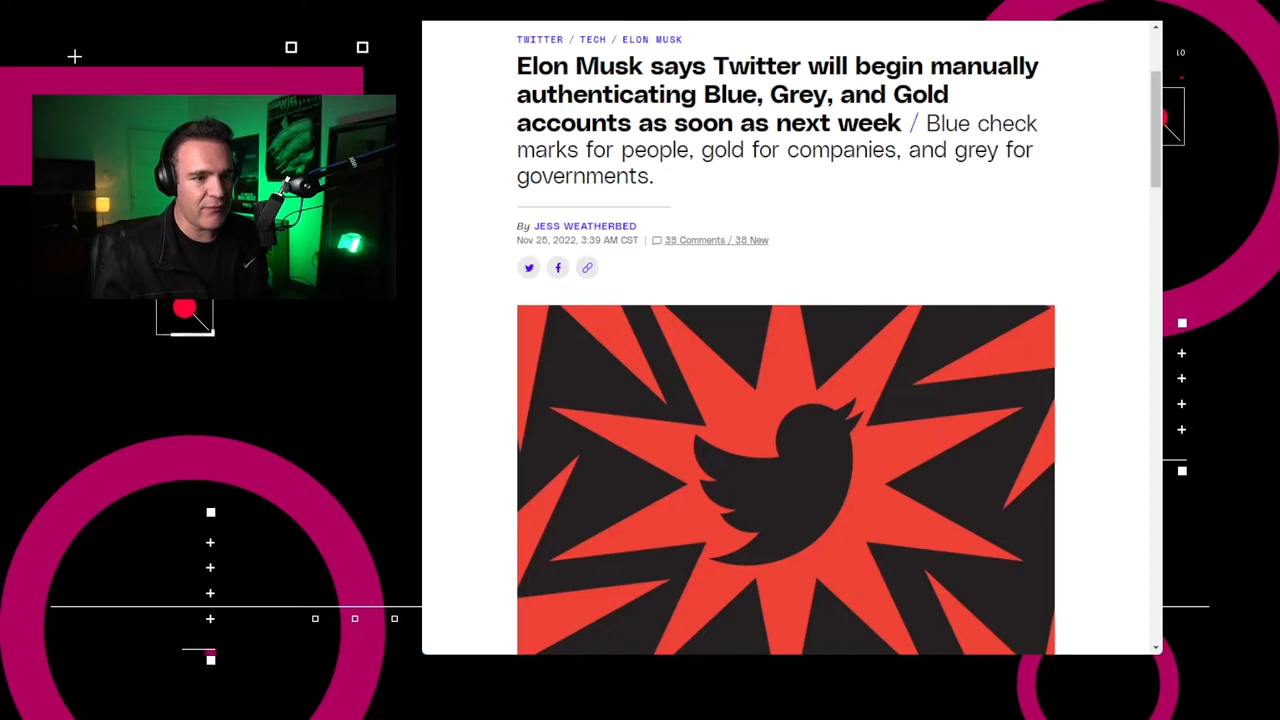 TWITTER / TECH / ELON MUSK
Elon Musk says Twitter will begin manually
authenticating Blue, Grey, and Gold
accounts as soon as next week / Blue check
marks for people, gold for companies, and grey for
governments.
By JESS WEATHERBED
Nov 25, 2022, 3:39 AM CST | 38 Comments / 38 New
10